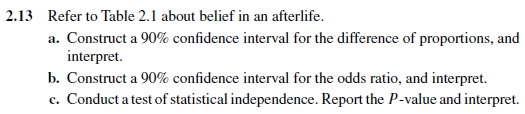 2.13 Refer to Table 2.1 about belief in an afterlife.
a. Construct a 90% confidence interval for the difference of proportions, and
interpret.
b. Construct a 90% confidence interval for the odds ratio, and interpret.
c. Conduct a test of statistical independence. Report the P-value and interpret.